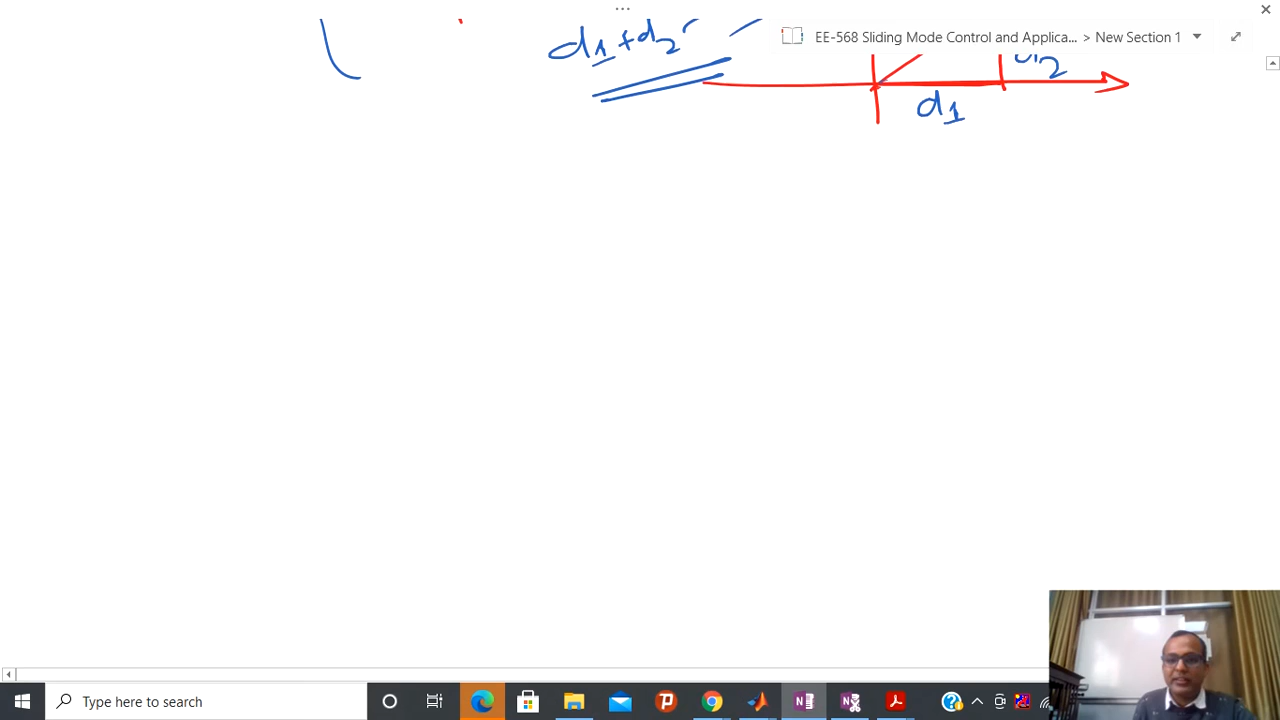 d1+d2
EE-568 Sliding Mode Control and Applica... > New Section 1
d2
d1
Type here to search